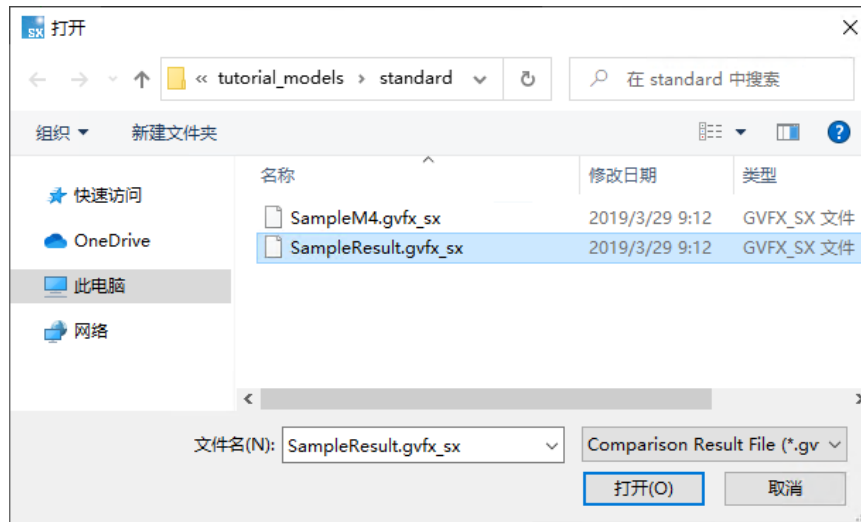 sx 打开
« tutorial_models › standard
在 standard 中搜索
组织 新建文件夹
名称 修改日期 类型
快速访问
OneDrive
此电脑
网络
SampleM4.gvfx_sx 2019/3/29 9:12 GVFX_SX 文件
SampleResult.gvfx_sx 2019/3/29 9:12 GVFX_SX 文件
文件名(N): SampleResult.gvfx_sx Comparison Result File (*.gv
打开(O) 取消